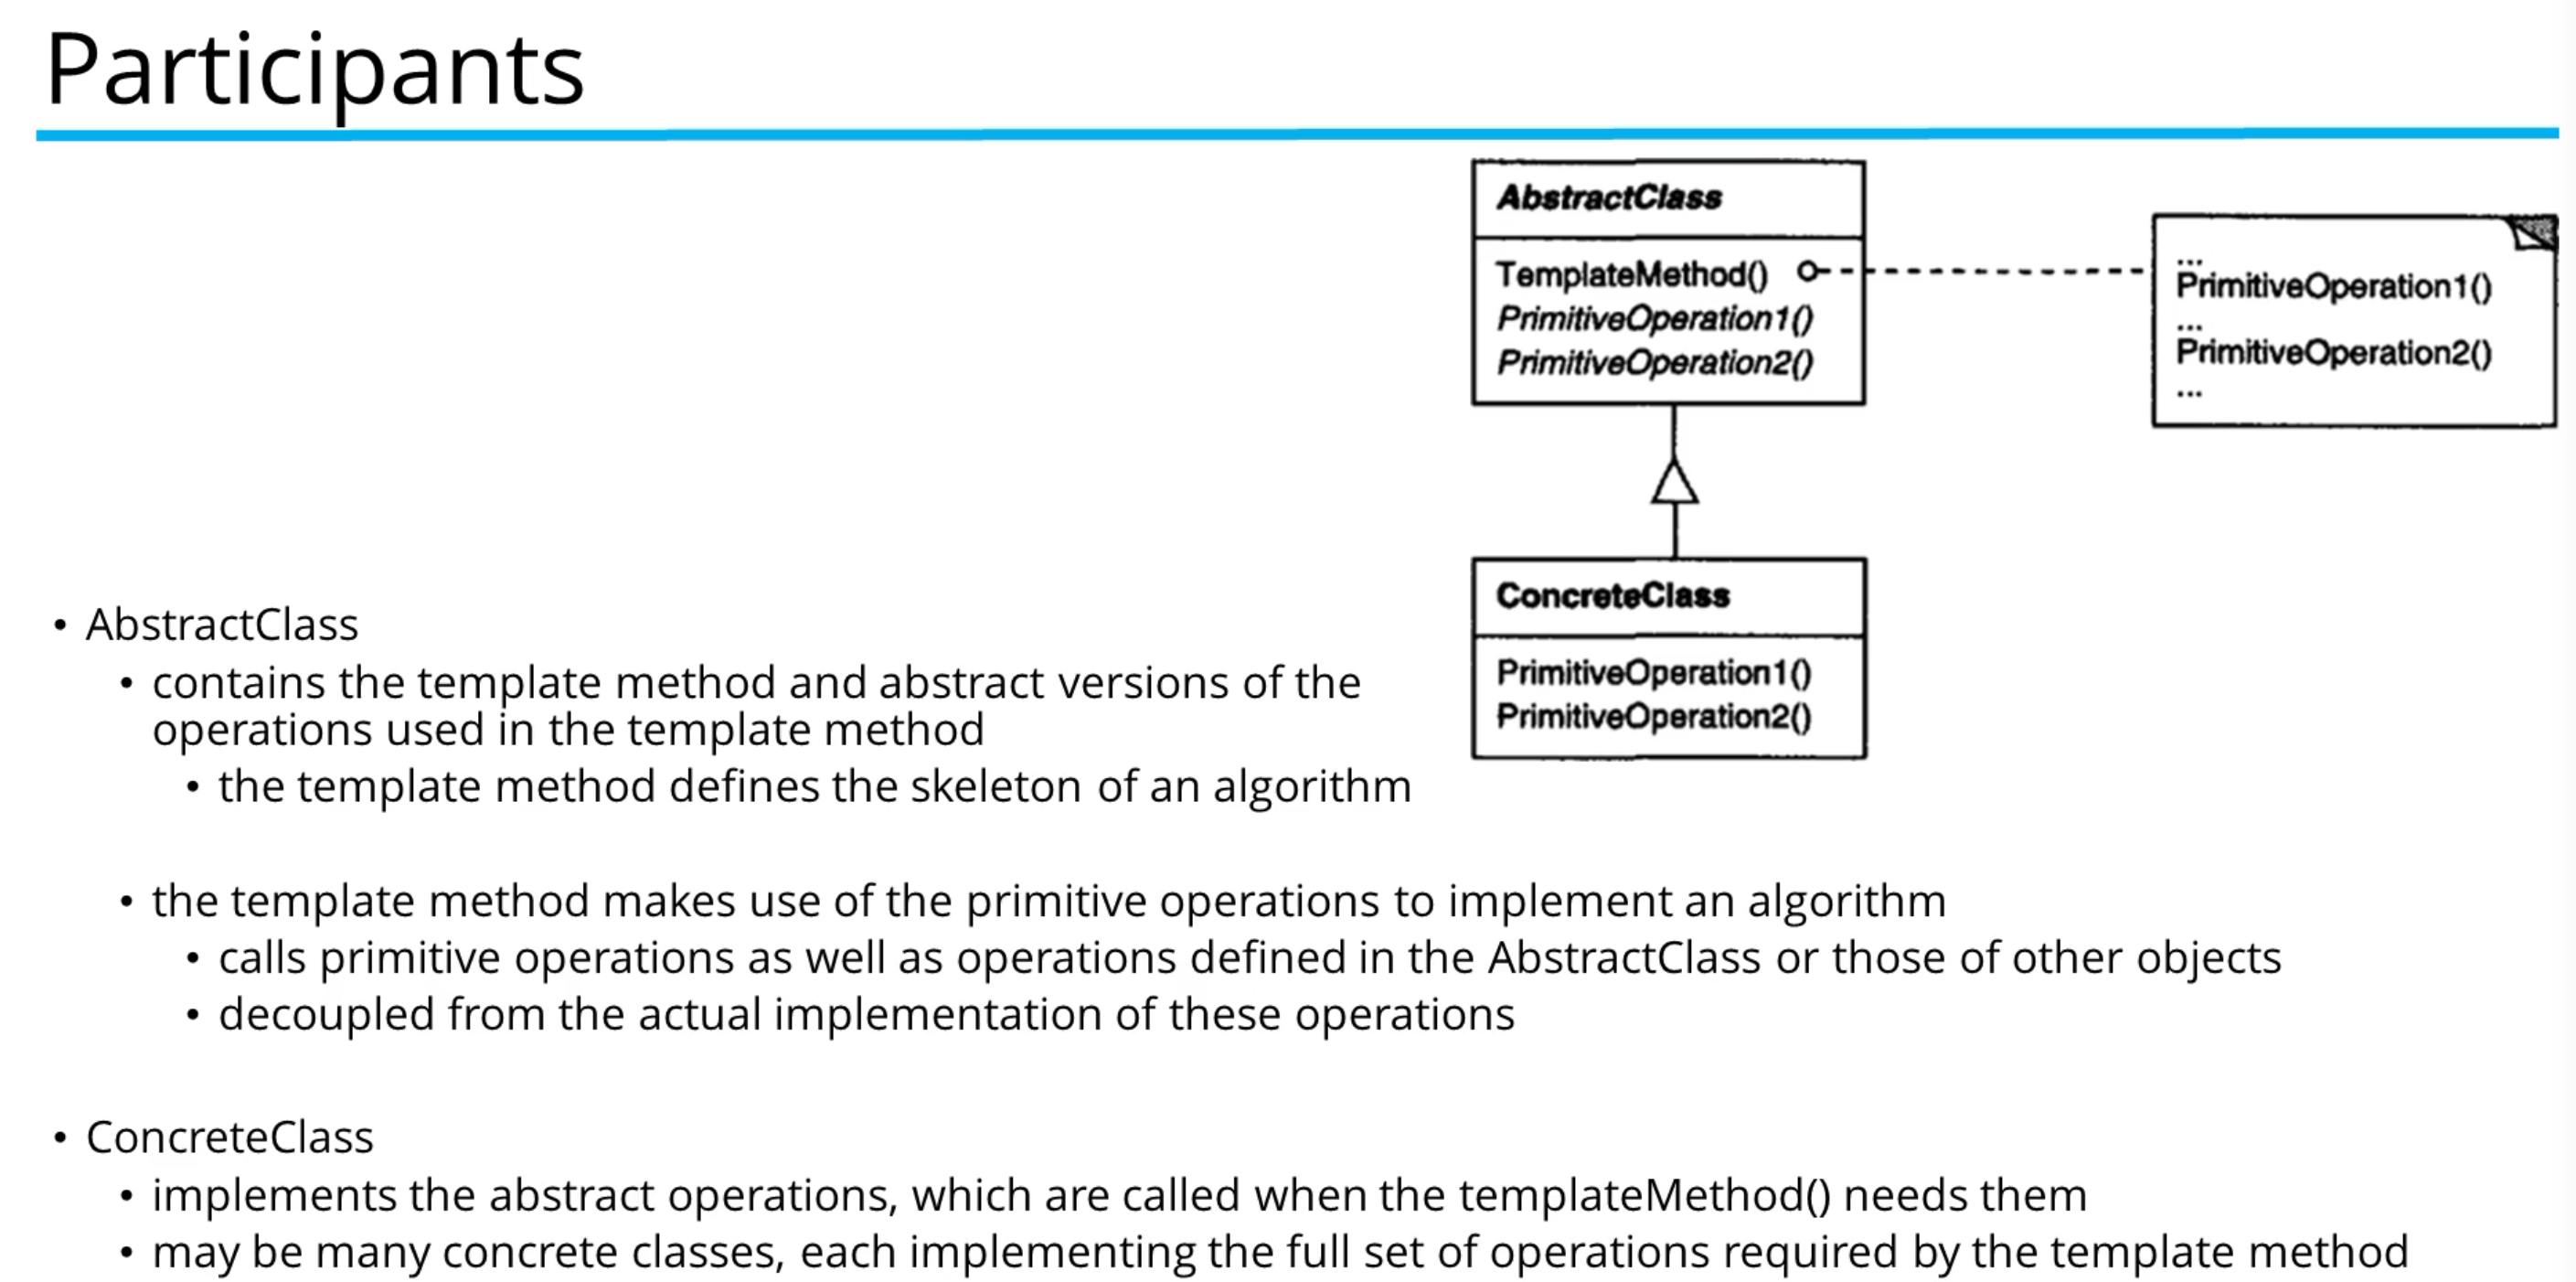 Participants
AbstractClass
TemplateMethod()
PrimitiveOperation1()
PrimitiveOperation2()
...
PrimitiveOperation1()
...
PrimitiveOperation2()
...
ConcreteClass
PrimitiveOperation1()
PrimitiveOperation2()
• AbstractClass
• contains the template method and abstract versions of the
operations used in the template method
• the template method defines the skeleton of an algorithm
• the template method makes use of the primitive operations to implement an algorithm
• calls primitive operations as well as operations defined in the AbstractClass or those of other objects
• decoupled from the actual implementation of these operations
• ConcreteClass
• implements the abstract operations, which are called when the templateMethod() needs them
• may be many concrete classes, each implementing the full set of operations required by the template method